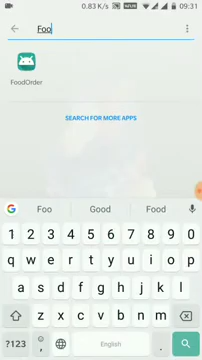 0.83 K/s
09:31
Foo
FoodOrder
SEARCH FOR MORE APPS
Foo Good Food
1 2 3 4 5 6 7 8 9 0
q w e r t y u i o p
a s d f g h j k l
z x c v b n m
?123 , English .